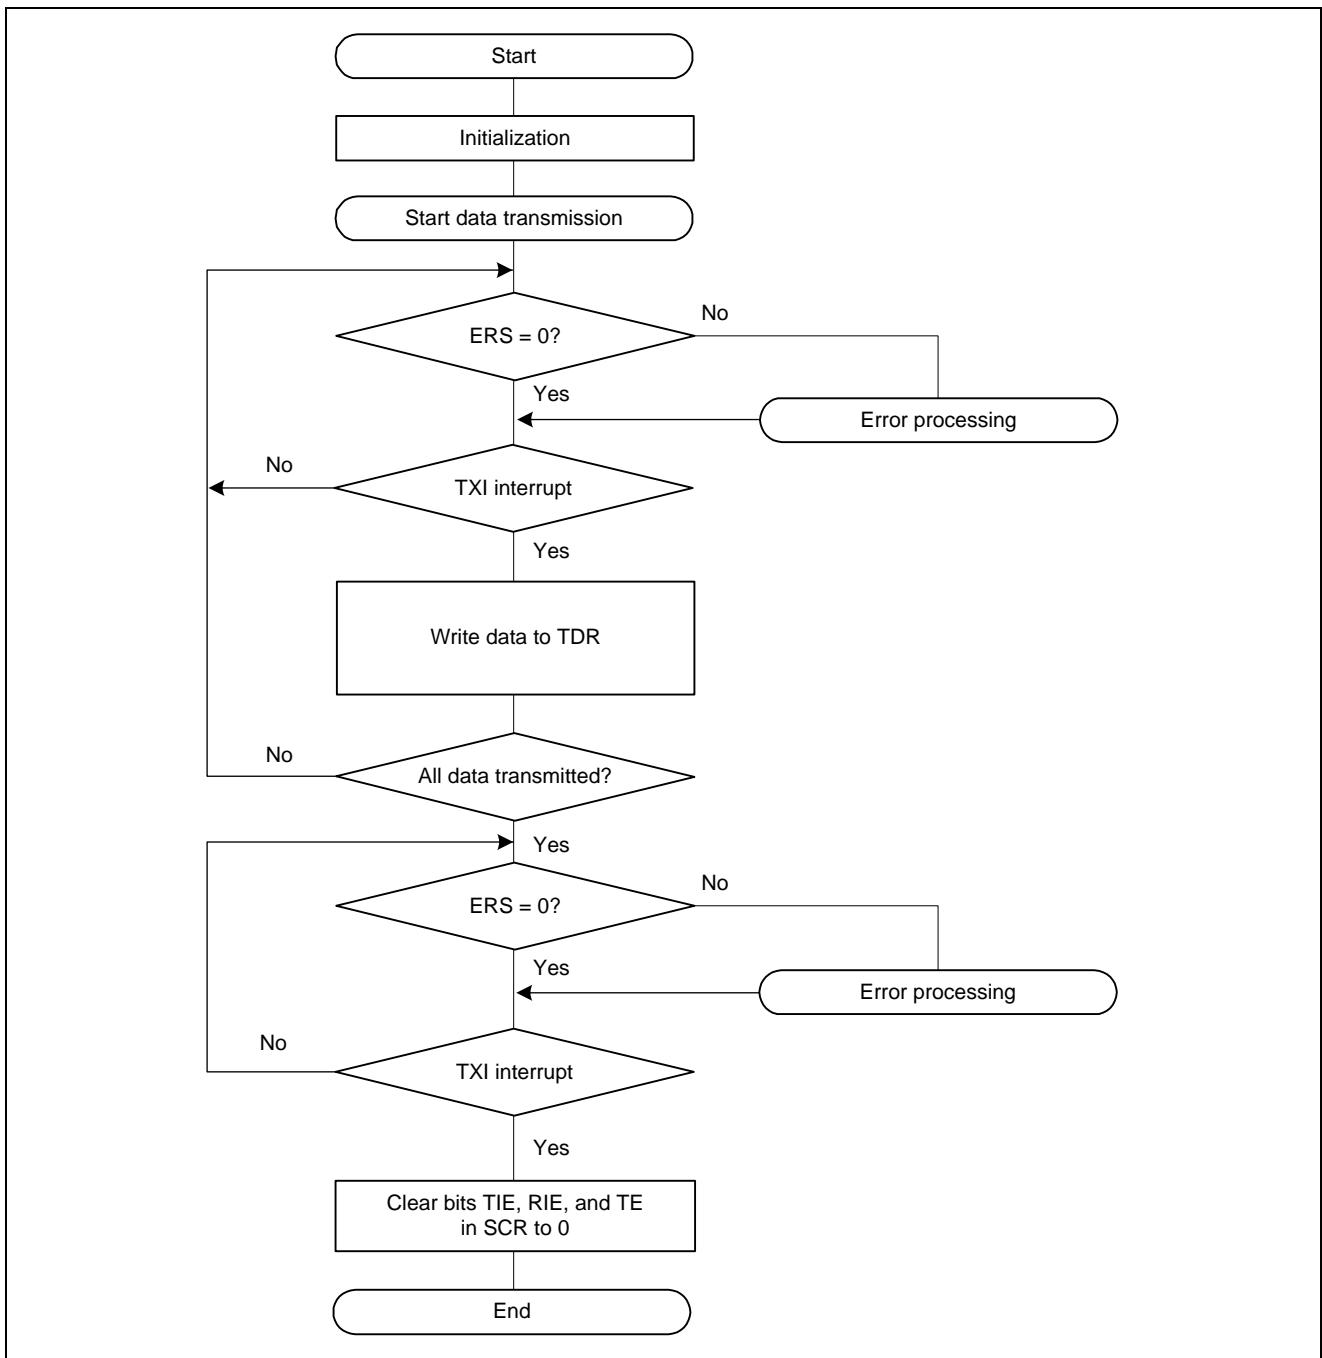 Start
Initialization
Start data transmission
ERS = 0?
No
Yes
Error processing
No
TXI interrupt
Yes
Write data to TDR
No
All data transmitted?
Yes
ERS = 0?
No
Yes
Error processing
No
TXI interrupt
Yes
Clear bits TIE, RIE, and TE
in SCR to 0
End